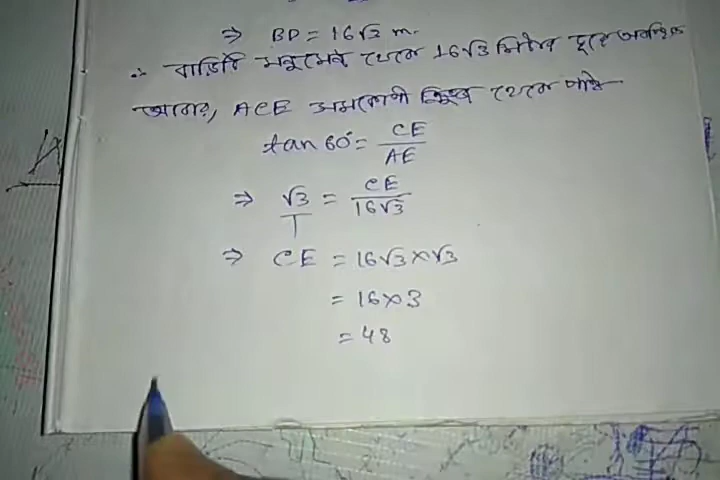 ⇒ BD = 16√3 m.
∴ বাড়িটি মনুমেন্ট থেকে 16√3 মিটার দূরে অবস্থিত
আবার, ACE সমকোণী ত্রিভুজ থেকে পাই
tan 60° = CE/AE
⇒ √3/1 = CE/16√3
⇒ CE = 16√3×√3
= 16×3
= 48